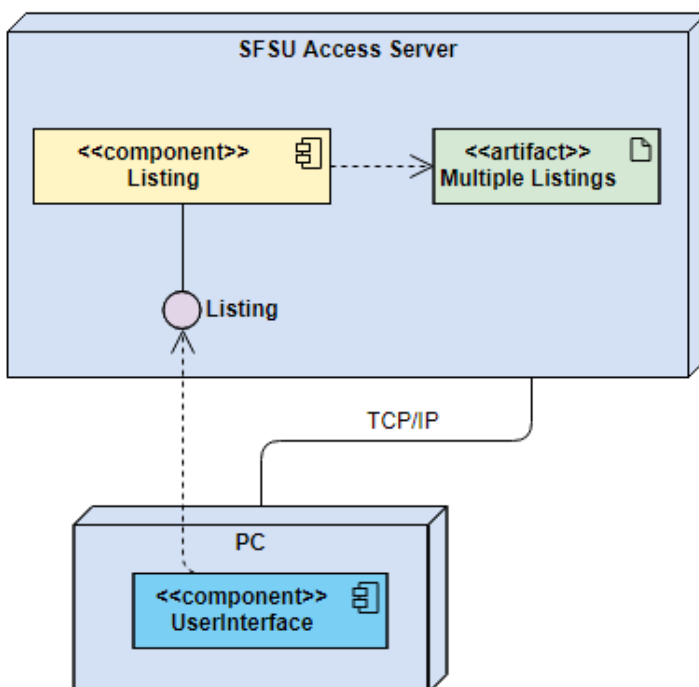 SFSU Access Server
<<component>>
Listing
<<artifact>>
Multiple Listings
Listing
TCP/IP
PC
<<component>>
UserInterface